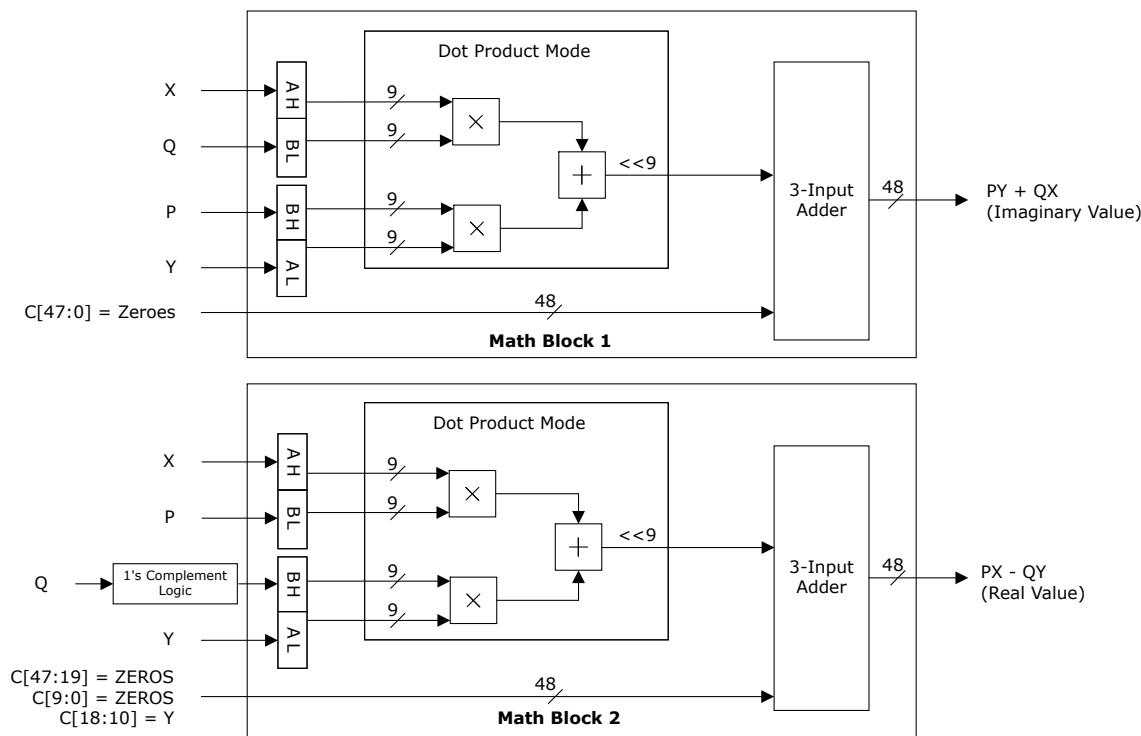 Dot Product Mode
X
AH
9
×
Q
BL
9
+
<<9
3-Input
Adder
48
PY + QX
(Imaginary Value)
P
BH
9
×
Y
AL
9
C[47:0] = Zeroes
48
Math Block 1
Dot Product Mode
X
AH
9
×
P
BL
9
+
<<9
3-Input
Adder
48
PX - QY
(Real Value)
Q
1's Complement
Logic
BH
9
×
Y
AL
9
C[47:19] = ZEROS
C[9:0] = ZEROS
C[18:10] = Y
48
Math Block 2